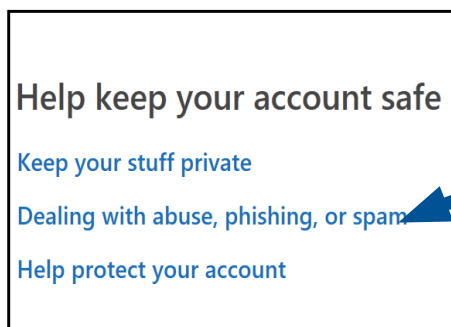 Help keep your account safe
Keep your stuff private
Dealing with abuse, phishing, or spam
Help protect your account